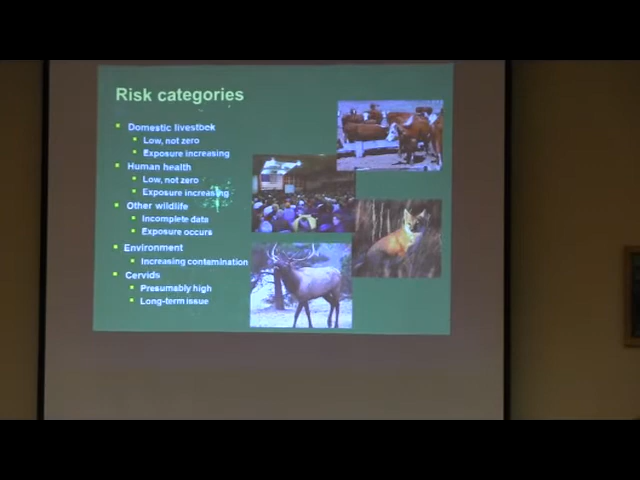 Risk categories
Domestic livestock
Low, not zero
Exposure increasing
Human health
Low, not zero
Exposure increasing
Other wildlife
Incomplete data
Exposure occurs
Environment
Increasing contamination
Cervids
Presumably high
Long-term issue